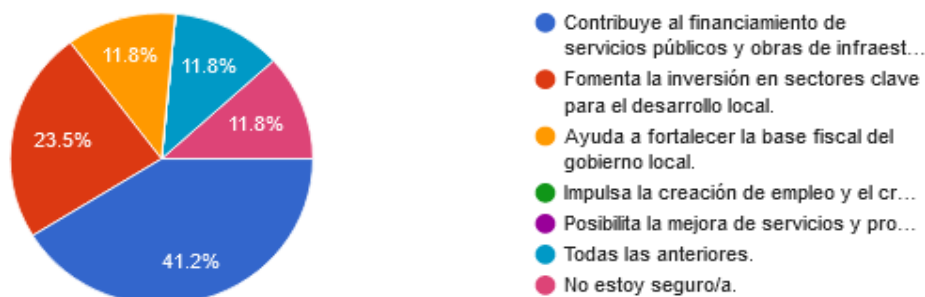 11.8%
11.8%
11.8%
23.5%
41.2%
Contribuye al financiamiento de
servicios públicos y obras de infraest...
Fomenta la inversión en sectores clave
para el desarrollo local.
Ayuda a fortalecer la base fiscal del
gobierno local.
Impulsa la creación de empleo y el cr...
Posibilita la mejora de servicios y pro...
Todas las anteriores.
No estoy seguro/a.